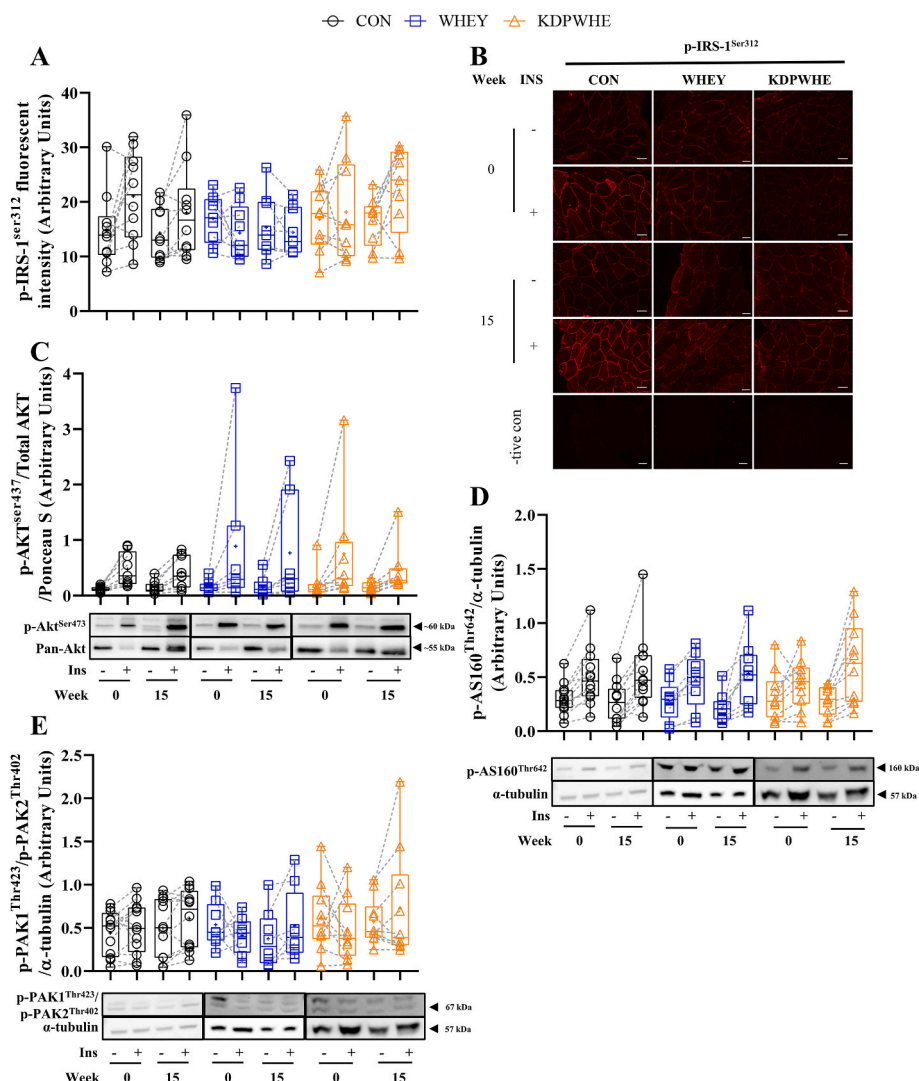 CON WHEY KDPWHE
A
p-IRS-1ser312 fluorescent
intensity (Arbitrary Units)
40
30
20
10
0
B
p-IRS-1Ser312
Week INS CON WHEY KDPWHE
-
0
+
-
15
+
-tive con
C
p-AKTser437/Total AKT
/Ponceau S (Arbitrary Units)
4
3
2
1
0
p-AktSer473 ~60 kDa
Pan-Akt ~55 kDa
Ins - + - + - + - + - + - +
Week 0 15 0 15 0 15
D
p-AS160Thr642/α-tubulin
(Arbitrary Units)
2.0
1.5
1.0
0.5
0.0
p-AS160Thr642 160 kDa
α-tubulin 57 kDa
Ins - + - + - + - + - + - +
Week 0 15 0 15 0 15
E
p-PAK1Thr423/p-PAK2Thr402
/α-tubulin (Arbitrary Units)
2.5
2.0
1.5
1.0
0.5
0.0
p-PAK1Thr423/
p-PAK2Thr402 67 kDa
α-tubulin 57 kDa
Ins - + - + - + - + - + - +
Week 0 15 0 15 0 15